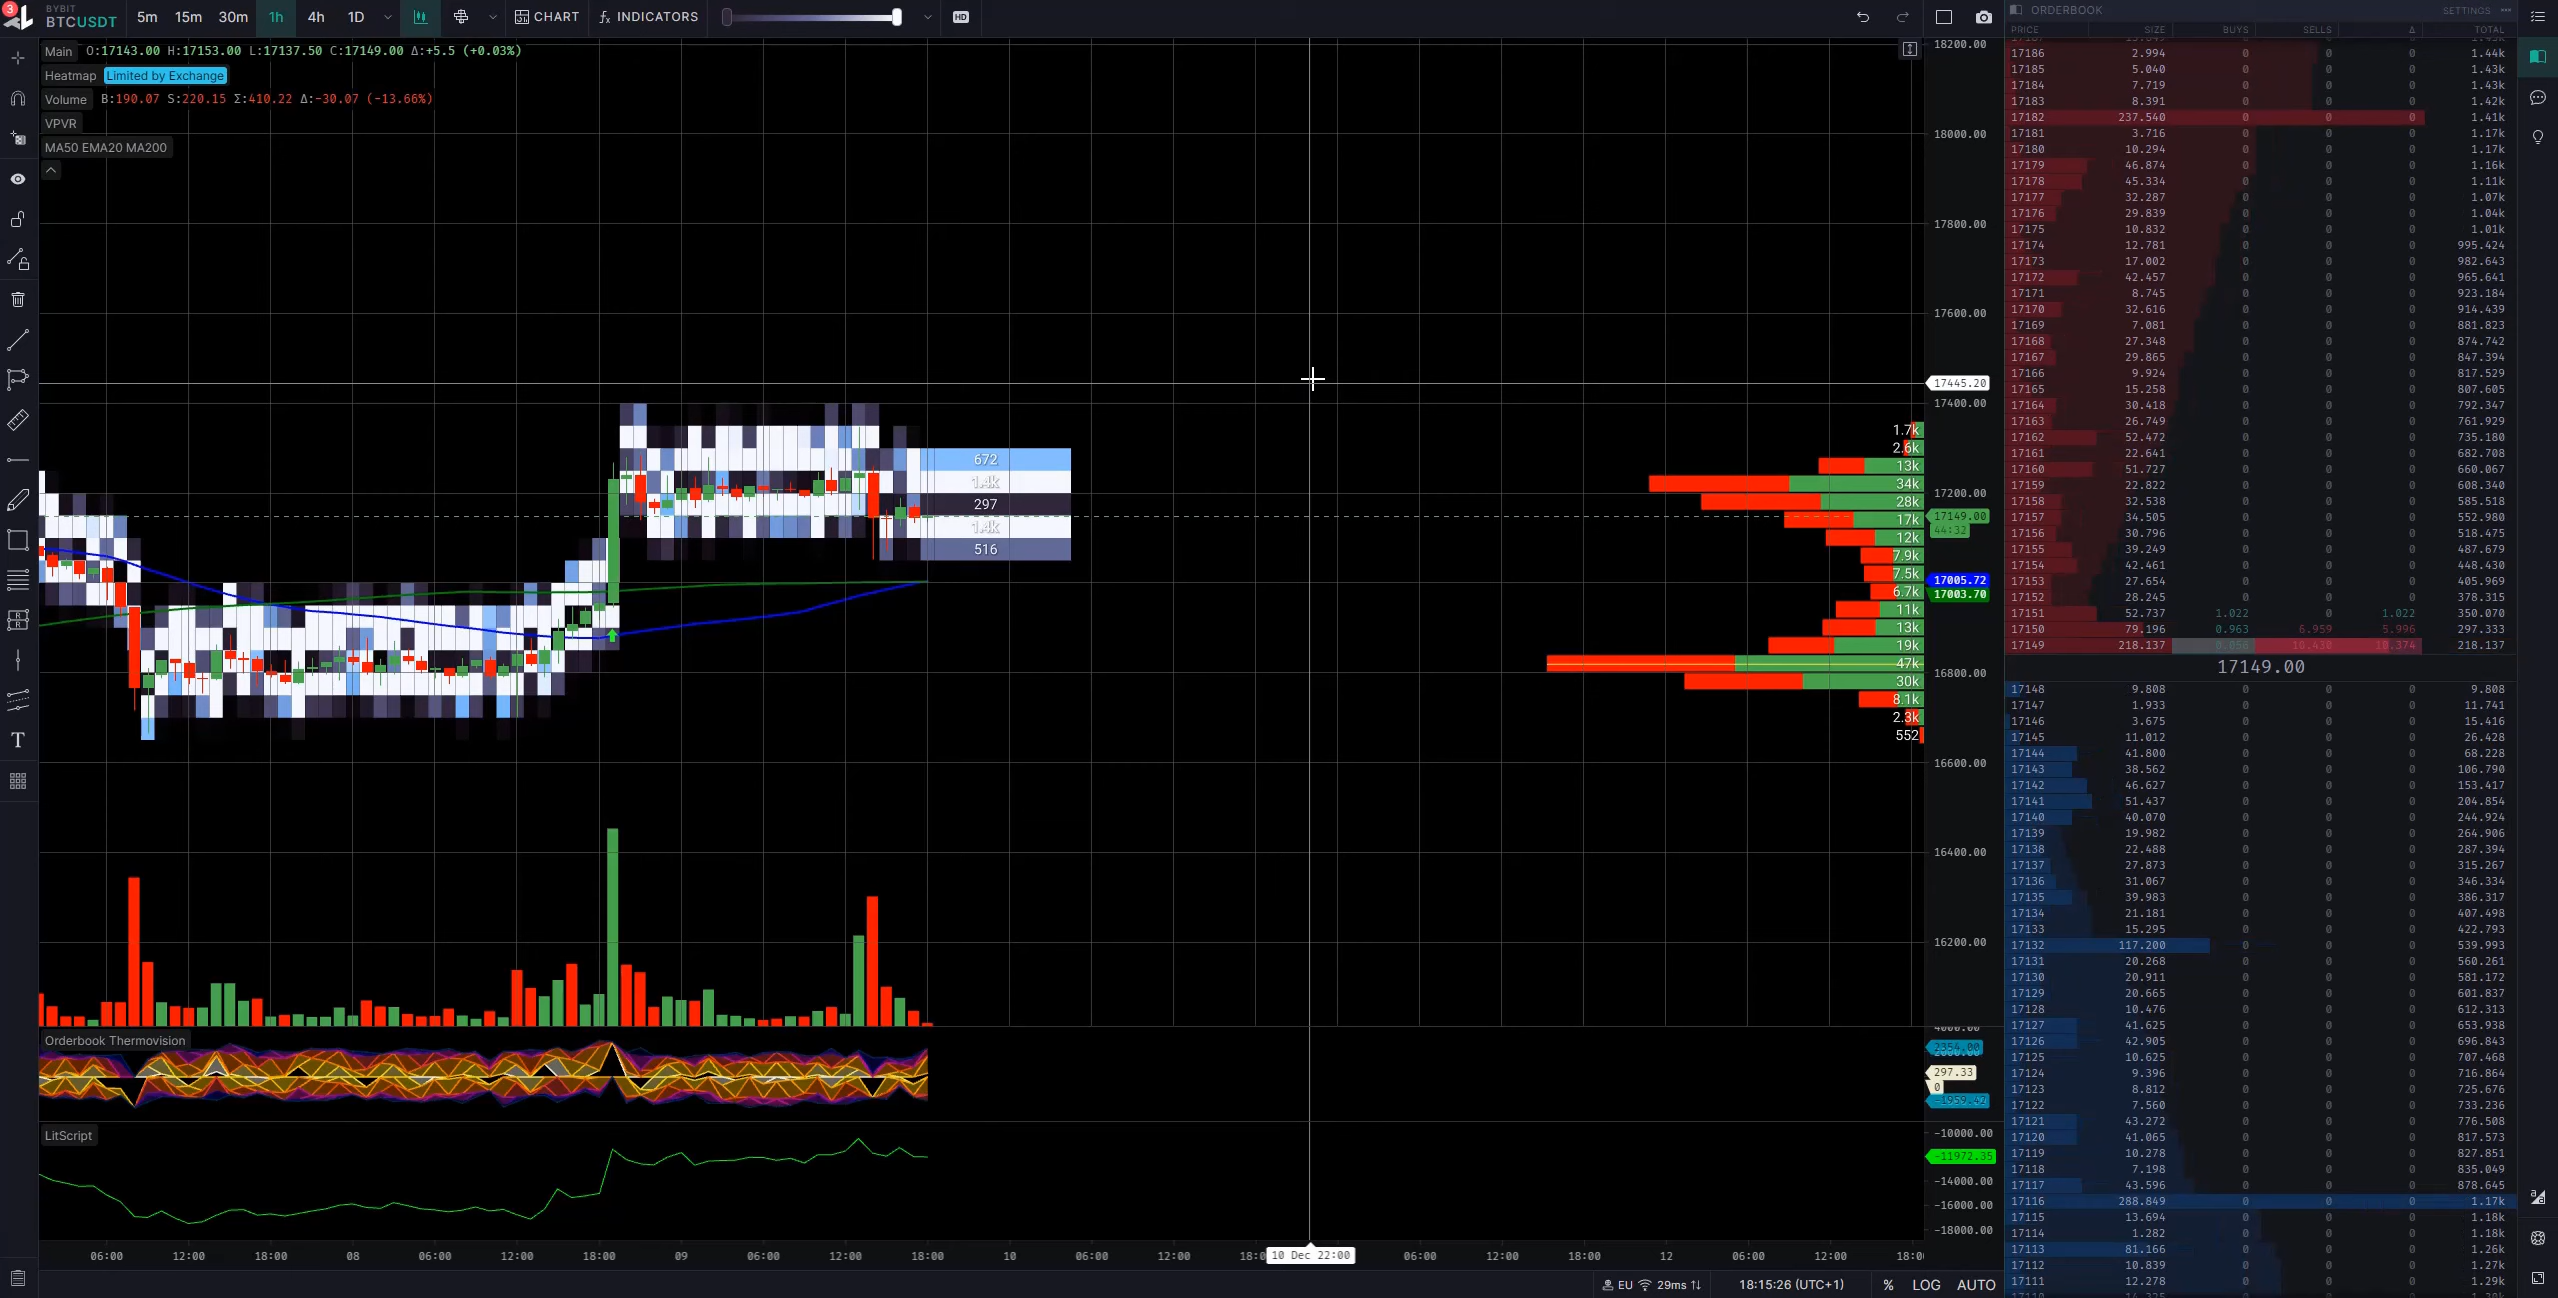 3
BYBIT
BTCUSDT
5m 15m 30m 1h 4h 1D CHART INDICATORS HD
Main O:17143.00 H:17153.00 L:17137.50 C:17149.00 Δ:+5.5 (+0.03%)
Heatmap Limited by Exchange
Volume B:190.07 S:220.15 Σ:410.22 Δ:-30.07 (-13.66%)
VPVR
MA50 EMA20 MA200
672
1.4k
297
1.4k
516
1.7k
2.6k
13k
34k
28k
17k
12k
7.9k
7.5k
6.7k
11k
13k
19k
47k
30k
8.1k
2.3k
552
18200.00
18000.00
17800.00
17600.00
17445.20
17400.00
17200.00
17149.00
44:32
17005.72
17003.70
16800.00
16600.00
16400.00
16200.00
Orderbook Thermovision
2354.00
297.33
0
-1959.42
LitScript
-10000.00
-11972.35
-14000.00
-16000.00
-18000.00
06:00 12:00 18:00 08 06:00 12:00 18:00 09 06:00 12:00 18:00 10 06:00 12:00 10 Dec 22:00 06:00 12:00 18:00 12 06:00 12:00
EU 29ms 18:15:26 (UTC+1) % LOG AUTO
ORDERBOOK SETTINGS
PRICE SIZE BUYS SELLS Δ TOTAL
17186 2.994 0 0 0 1.44k
17185 5.040 0 0 0 1.43k
17184 7.719 0 0 0 1.43k
17183 8.391 0 0 0 1.42k
17182 237.540 0 0 0 1.41k
17181 3.716 0 0 0 1.17k
17180 10.294 0 0 0 1.17k
17179 46.874 0 0 0 1.16k
17178 45.334 0 0 0 1.11k
17177 32.287 0 0 0 1.07k
17176 29.839 0 0 0 1.04k
17175 10.832 0 0 0 1.01k
17174 12.781 0 0 0 995.424
17173 17.002 0 0 0 982.643
17172 42.457 0 0 0 965.641
17171 8.745 0 0 0 923.184
17170 32.616 0 0 0 914.439
17169 7.081 0 0 0 881.823
17168 27.348 0 0 0 874.742
17167 29.865 0 0 0 847.394
17166 9.924 0 0 0 817.529
17165 15.258 0 0 0 807.605
17164 30.418 0 0 0 792.347
17163 26.749 0 0 0 761.929
17162 52.472 0 0 0 735.180
17161 22.641 0 0 0 682.708
17160 51.727 0 0 0 660.067
17159 22.822 0 0 0 608.340
17158 32.538 0 0 0 585.518
17157 34.505 0 0 0 552.980
17156 30.796 0 0 0 518.475
17155 39.249 0 0 0 487.679
17154 42.461 0 0 0 448.430
17153 27.654 0 0 0 405.969
17152 28.245 0 0 0 378.315
17151 52.737 1.022 0 1.022 350.070
17150 79.196 0.963 6.959 5.996 297.333
17149 218.137 0.056 10.430 10.374 218.137
17149.00
17148 9.808 0 0 0 9.808
17147 1.933 0 0 0 11.741
17146 3.675 0 0 0 15.416
17145 11.012 0 0 0 26.428
17144 41.800 0 0 0 68.228
17143 38.562 0 0 0 106.790
17142 46.627 0 0 0 153.417
17141 51.437 0 0 0 204.854
17140 40.070 0 0 0 244.924
17139 19.982 0 0 0 264.906
17138 22.488 0 0 0 287.394
17137 27.873 0 0 0 315.267
17136 31.067 0 0 0 346.334
17135 39.983 0 0 0 386.317
17134 21.181 0 0 0 407.498
17133 15.295 0 0 0 422.793
17132 117.200 0 0 0 539.993
17131 20.268 0 0 0 560.261
17130 20.911 0 0 0 581.172
17129 20.665 0 0 0 601.837
17128 10.476 0 0 0 612.313
17127 41.625 0 0 0 653.938
17126 42.905 0 0 0 696.843
17125 10.625 0 0 0 707.468
17124 9.396 0 0 0 716.864
17123 8.812 0 0 0 725.676
17122 7.560 0 0 0 733.236
17121 43.272 0 0 0 776.508
17120 41.065 0 0 0 817.573
17119 10.278 0 0 0 827.851
17118 7.198 0 0 0 835.049
17117 43.596 0 0 0 878.645
17116 288.849 0 0 0 1.17k
17115 13.694 0 0 0 1.18k
17114 1.282 0 0 0 1.18k
17113 81.166 0 0 0 1.26k
17112 10.839 0 0 0 1.27k
17111 12.278 0 0 0 1.29k